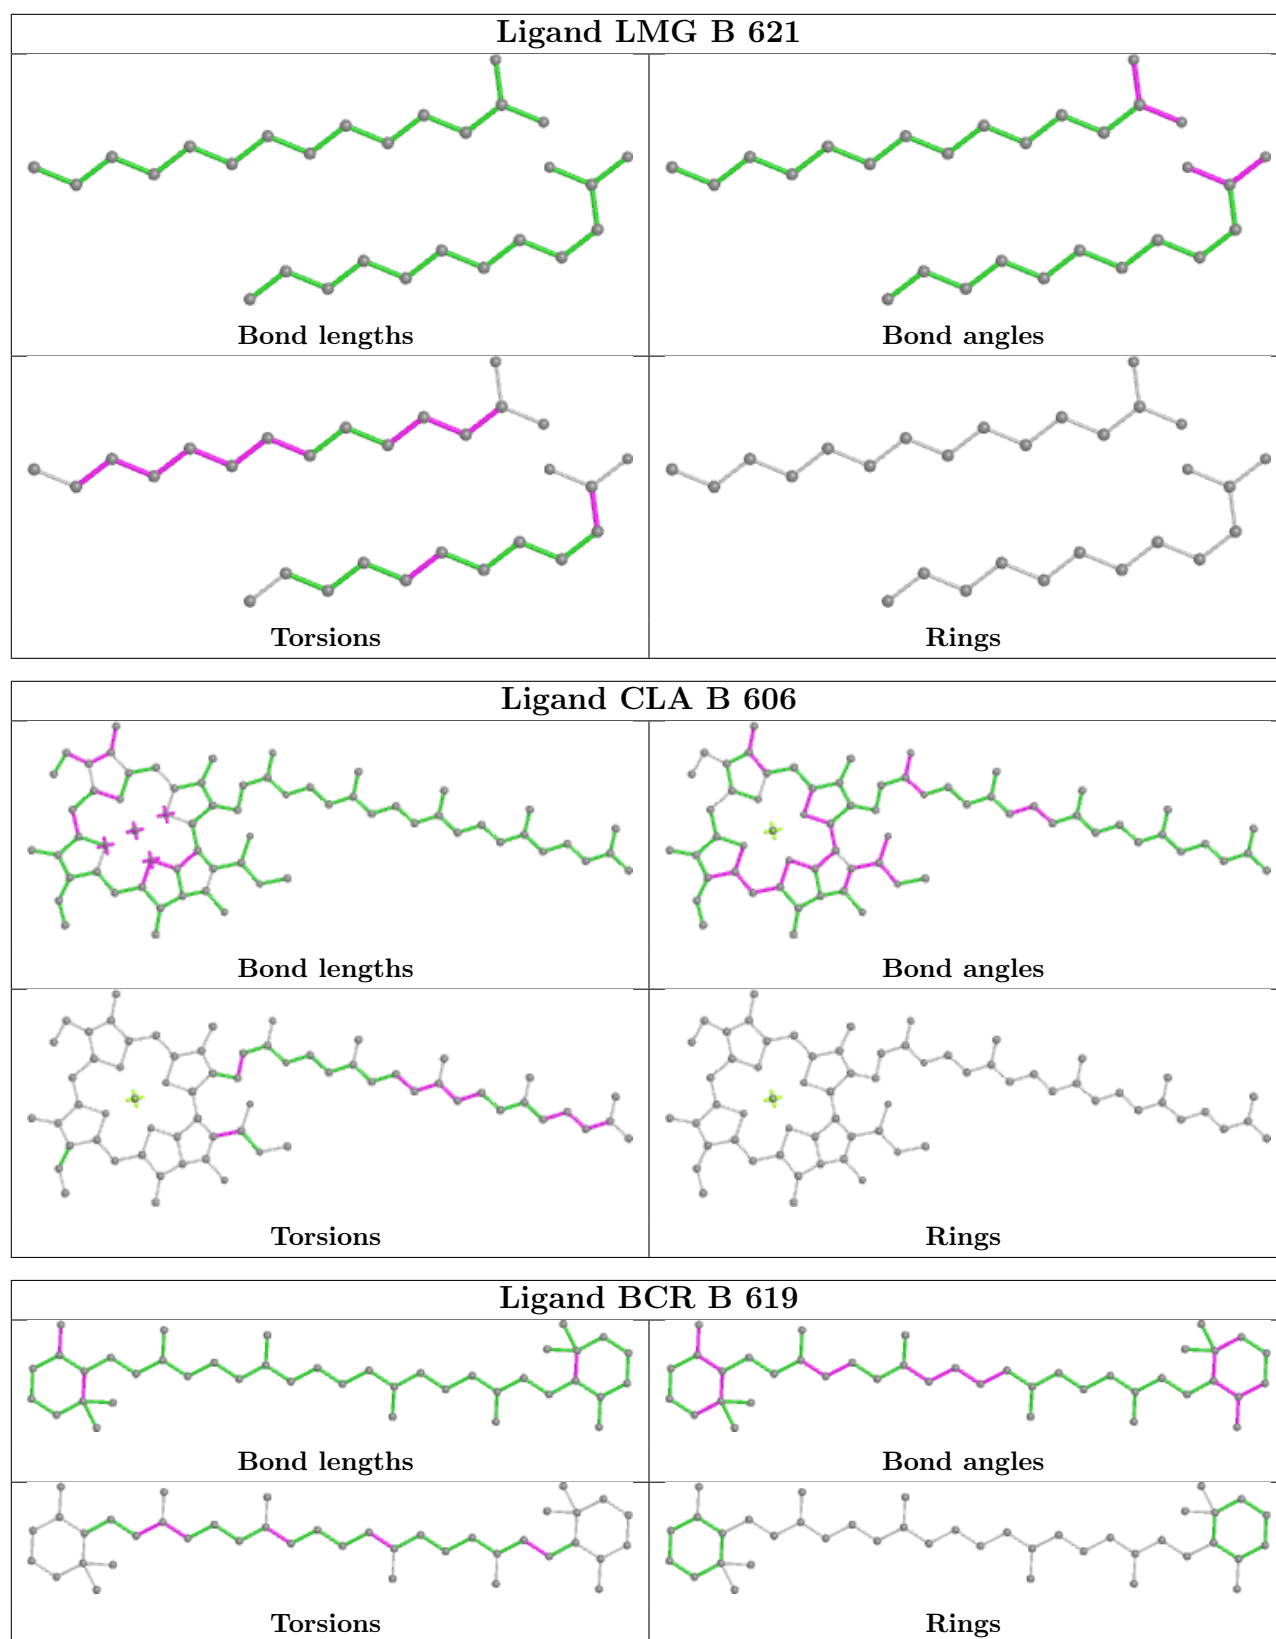 Ligand LMG B 621
Bond lengths
Bond angles
Torsions
Rings
Ligand CLA B 606
Bond lengths
Bond angles
Torsions
Rings
Ligand BCR B 619
Bond lengths
Bond angles
Torsions
Rings